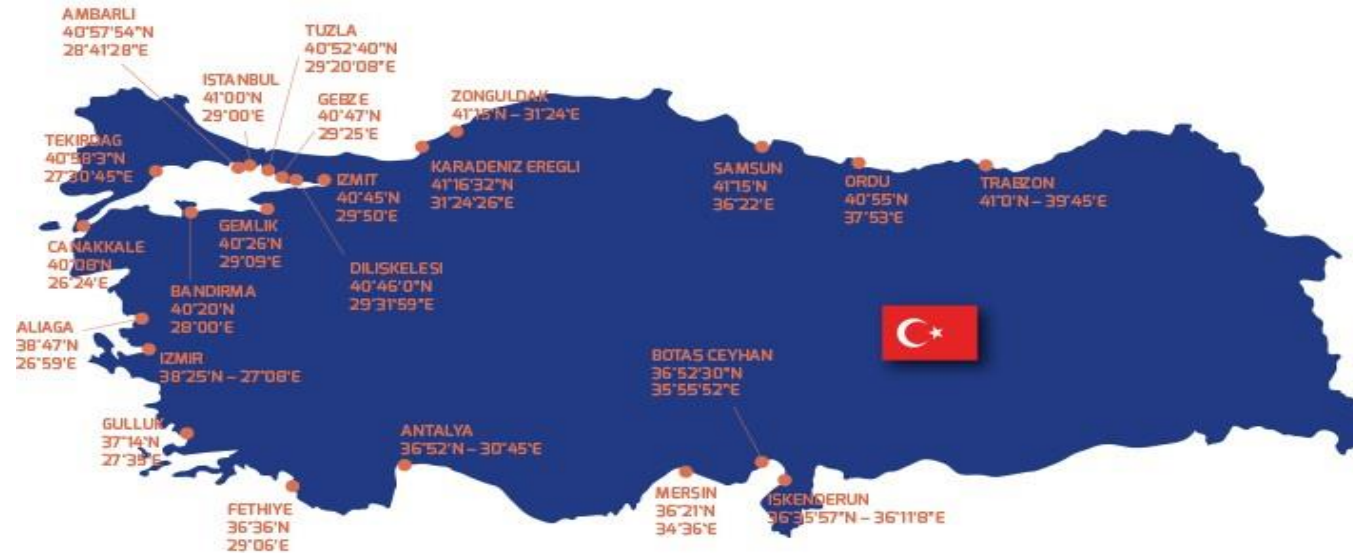 AMBARLI
40°57'54"N
28°41'28"E
TUZLA
40°52'40"N
29°20'08"E
ISTANBUL
41°00'N
29°00'E
GEBZE
40°47'N
29°25'E
ZONGULDAK
41°15'N – 31°24'E
TEKIRDAG
40°58'3"N
27°30'45"E
IZMIT
40°45'N
29°50'E
KARADENIZ EREGLI
41°16'32"N
31°24'26"E
SAMSUN
41°15'N
36°22'E
ORDU
40°55'N
37°53'E
TRABZON
41°0'N – 39°45'E
CANAKKALE
40°08'N
26°24'E
GEMLIK
40°26'N
29°09'E
DILISKELESI
40°46'0"N
29°31'59"E
BANDIRMA
40°20'N
28°00'E
ALIAGA
38°47'N
26°59'E
IZMIR
38°25'N – 27°08'E
BOTAS CEYHAN
36°52'30"N
35°55'52"E
GULLUK
37°14'N
27°35'E
ANTALYA
36°52'N – 30°45'E
FETHIYE
36°36'N
29°06'E
MERSIN
36°21'N
34°36'E
ISKENDERUN
36°35'57"N – 36°11'8"E